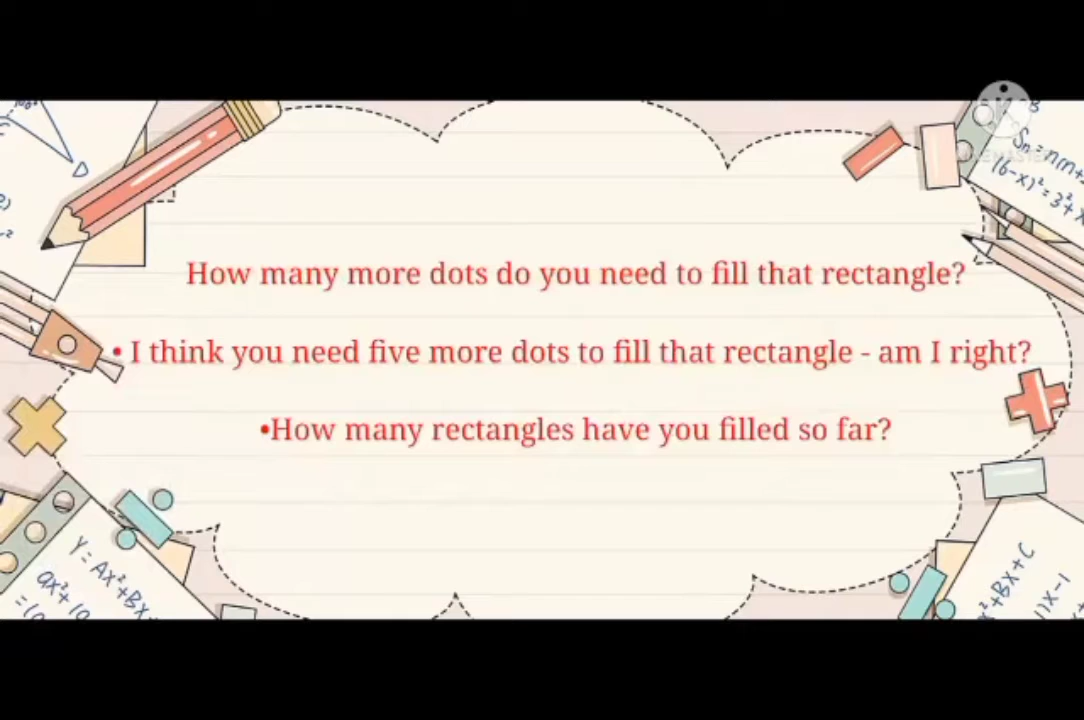 How many more dots do you need to fill that rectangle?
• I think you need five more dots to fill that rectangle - am I right?
•How many rectangles have you filled so far?